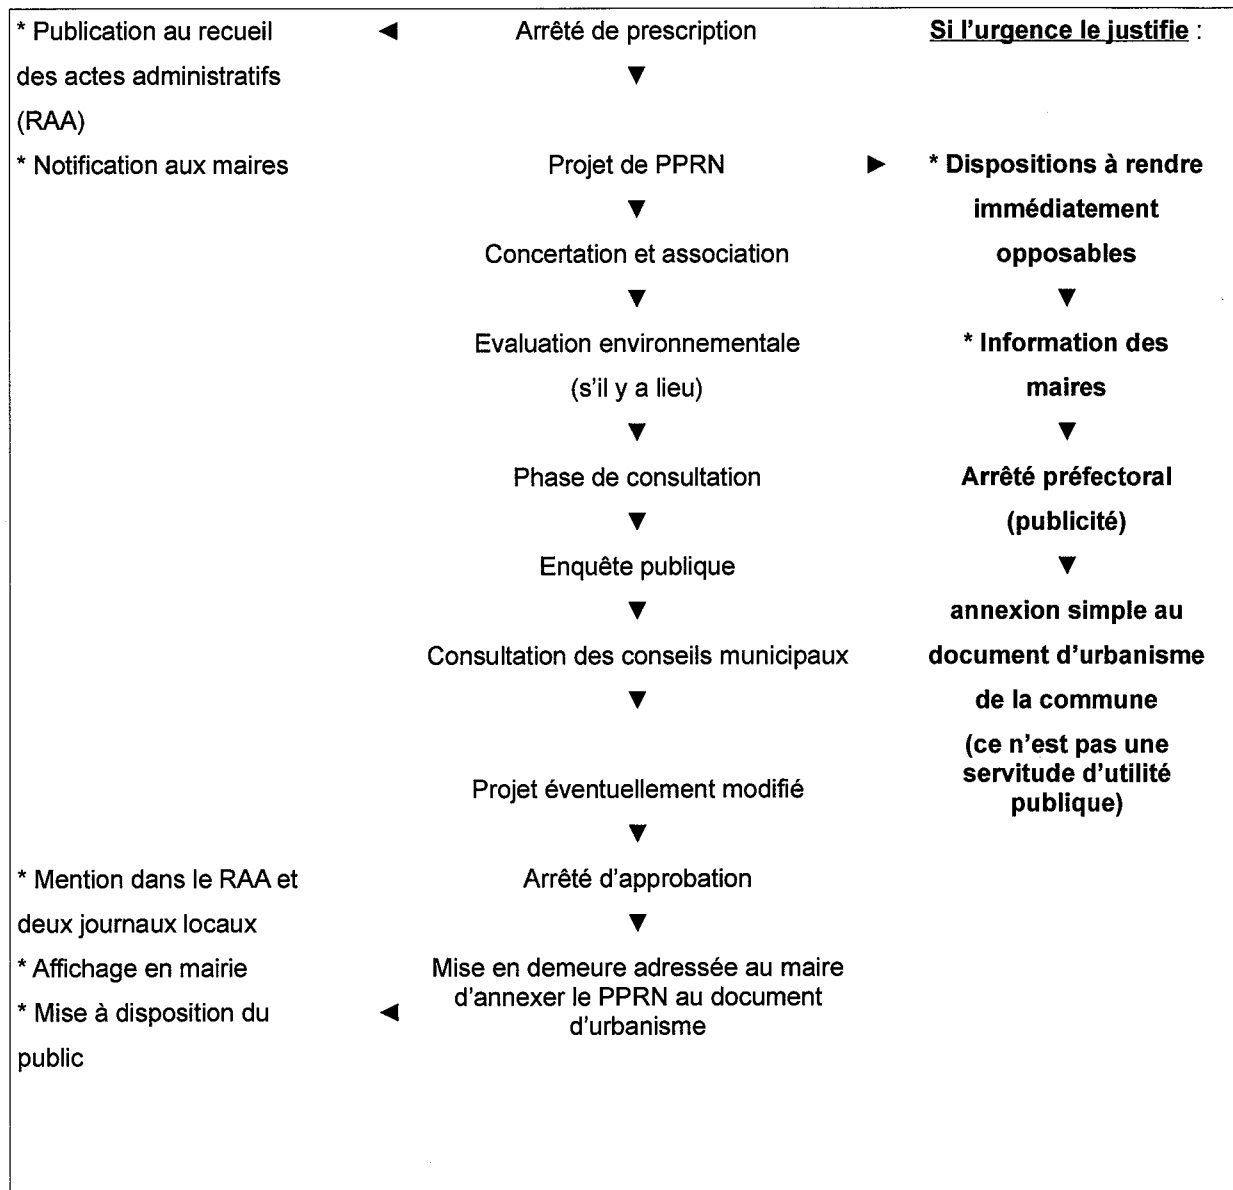 * Publication au recueil
des actes administratifs
(RAA)
* Notification aux maires
◄
Arrêté de prescription
▼
Projet de PPRN
▼
Concertation et association
▼
Evaluation environnementale
(s'il y a lieu)
▼
Phase de consultation
▼
Enquête publique
▼
Consultation des conseils municipaux
▼
Projet éventuellement modifié
▼
Arrêté d'approbation
▼
Mise en demeure adressée au maire
d'annexer le PPRN au document
d'urbanisme
►
Si l'urgence le justifie :
* Dispositions à rendre
immédiatement
opposables
▼
* Information des
maires
▼
Arrêté préfectoral
(publicité)
▼
annexion simple au
document d'urbanisme
de la commune
(ce n'est pas une
servitude d'utilité
publique)
* Mention dans le RAA et
deux journaux locaux
* Affichage en mairie
* Mise à disposition du
public
◄